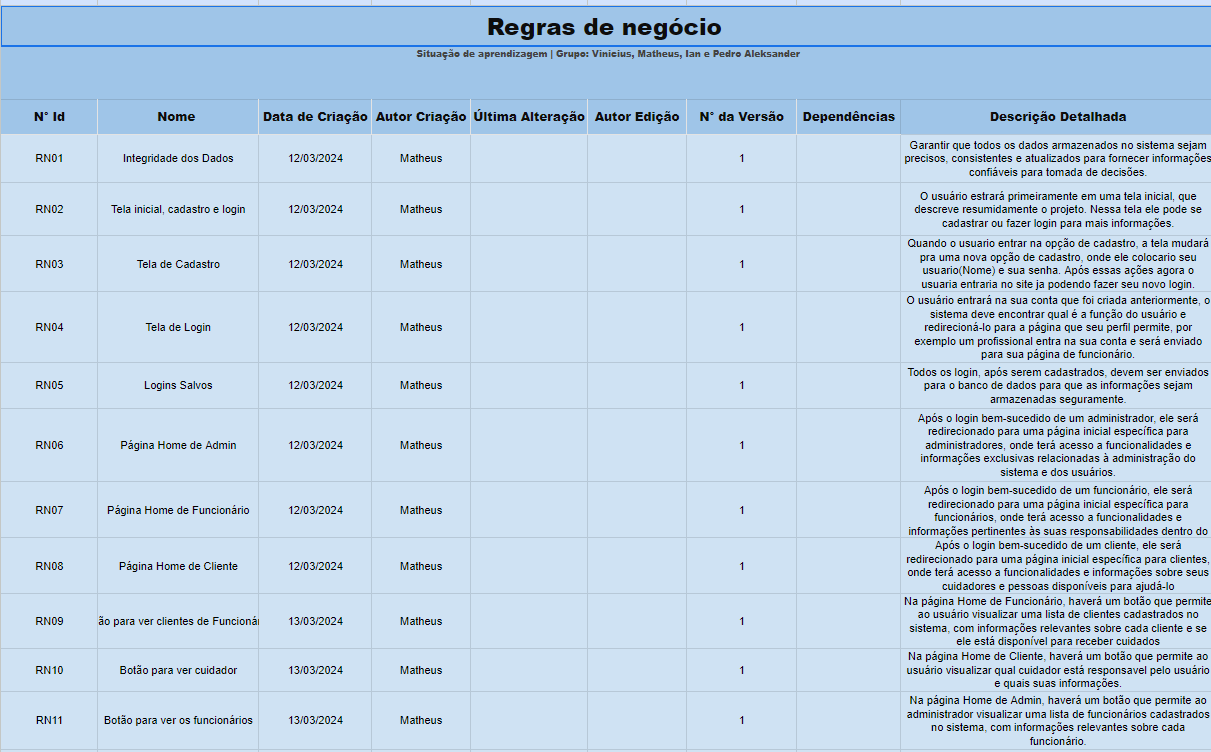 Regras de negócio
Situação de aprendizagem | Grupo: Vinicius, Matheus, Ian e Pedro Aleksander
N° Id Nome Data de Criação Autor Criação Última Alteração Autor Edição N° da Versão Dependências Descrição Detalhada
RN01 Integridade dos Dados 12/03/2024 Matheus 1
Garantir que todos os dados armazenados no sistema sejam
precisos, consistentes e atualizados para fornecer informações
confiáveis para tomada de decisões.
RN02 Tela inicial, cadastro e login 12/03/2024 Matheus 1
O usuário estrará primeiramente em uma tela inicial, que
descreve resumidamente o projeto. Nessa tela ele pode se
cadastrar ou fazer login para mais informações.
RN03 Tela de Cadastro 12/03/2024 Matheus 1
Quando o usuario entrar na opção de cadastro, a tela mudará
pra uma nova opção de cadastro, onde ele colocario seu
usuario(Nome) e sua senha. Após essas ações agora o
usuaria entraria no site ja podendo fazer seu novo login.
RN04 Tela de Login 12/03/2024 Matheus 1
O usuário entrará na sua conta que foi criada anteriormente, o
sistema deve encontrar qual é a função do usuário e
redirecioná-lo para a página que seu perfil permite, por
exemplo um profissional entra na sua conta e será enviado
para sua página de funcionário.
RN05 Logins Salvos 12/03/2024 Matheus 1
Todos os login, após serem cadastrados, devem ser enviados
para o banco de dados para que as informações sejam
armazenadas seguramente.
RN06 Página Home de Admin 12/03/2024 Matheus 1
Após o login bem-sucedido de um administrador, ele será
redirecionado para uma página inicial específica para
administradores, onde terá acesso a funcionalidades e
informações exclusivas relacionadas à administração do
sistema e dos usuários.
RN07 Página Home de Funcionário 12/03/2024 Matheus 1
Após o login bem-sucedido de um funcionário, ele será
redirecionado para uma página inicial específica para
funcionários, onde terá acesso a funcionalidades e
informações pertinentes às suas responsabilidades dentro do
RN08 Página Home de Cliente 12/03/2024 Matheus 1
Após o login bem-sucedido de um cliente, ele será
redirecionado para uma página inicial específica para clientes,
onde terá acesso a funcionalidades e informações sobre seus
cuidadores e pessoas disponíveis para ajudá-lo
RN09 ão para ver clientes de Funcioná 13/03/2024 Matheus 1
Na página Home de Funcionário, haverá um botão que permite
ao usuário visualizar uma lista de clientes cadastrados no
sistema, com informações relevantes sobre cada cliente e se
ele está disponível para receber cuidados
RN10 Botão para ver cuidador 13/03/2024 Matheus 1
Na página Home de Cliente, haverá um botão que permite ao
usuário visualizar qual cuidador está responsavel pelo usuário
e quais suas informações.
RN11 Botão para ver os funcionários 13/03/2024 Matheus 1
Na página Home de Admin, haverá um botão que permite ao
administrador visualizar uma lista de funcionários cadastrados
no sistema, com informações relevantes sobre cada
funcionário.